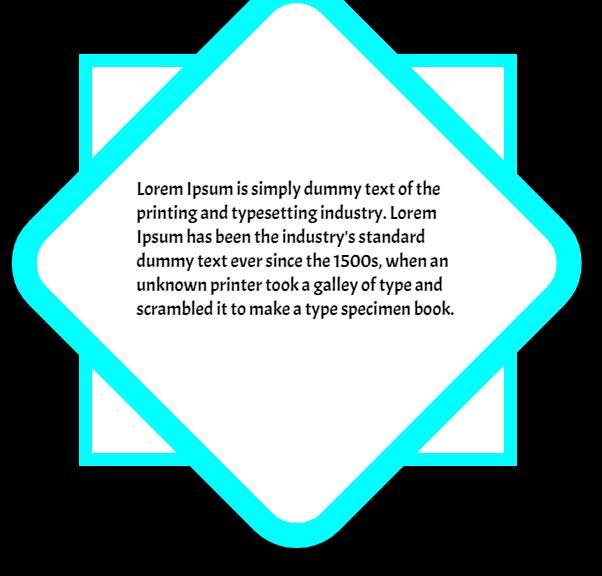 Lorem Ipsum is simply dummy text of the
printing and typesetting industry. Lorem
Ipsum has been the industry's standard
dummy text ever since the 1500s, when an
unknown printer took a galley of type and
scrambled it to make a type specimen book.